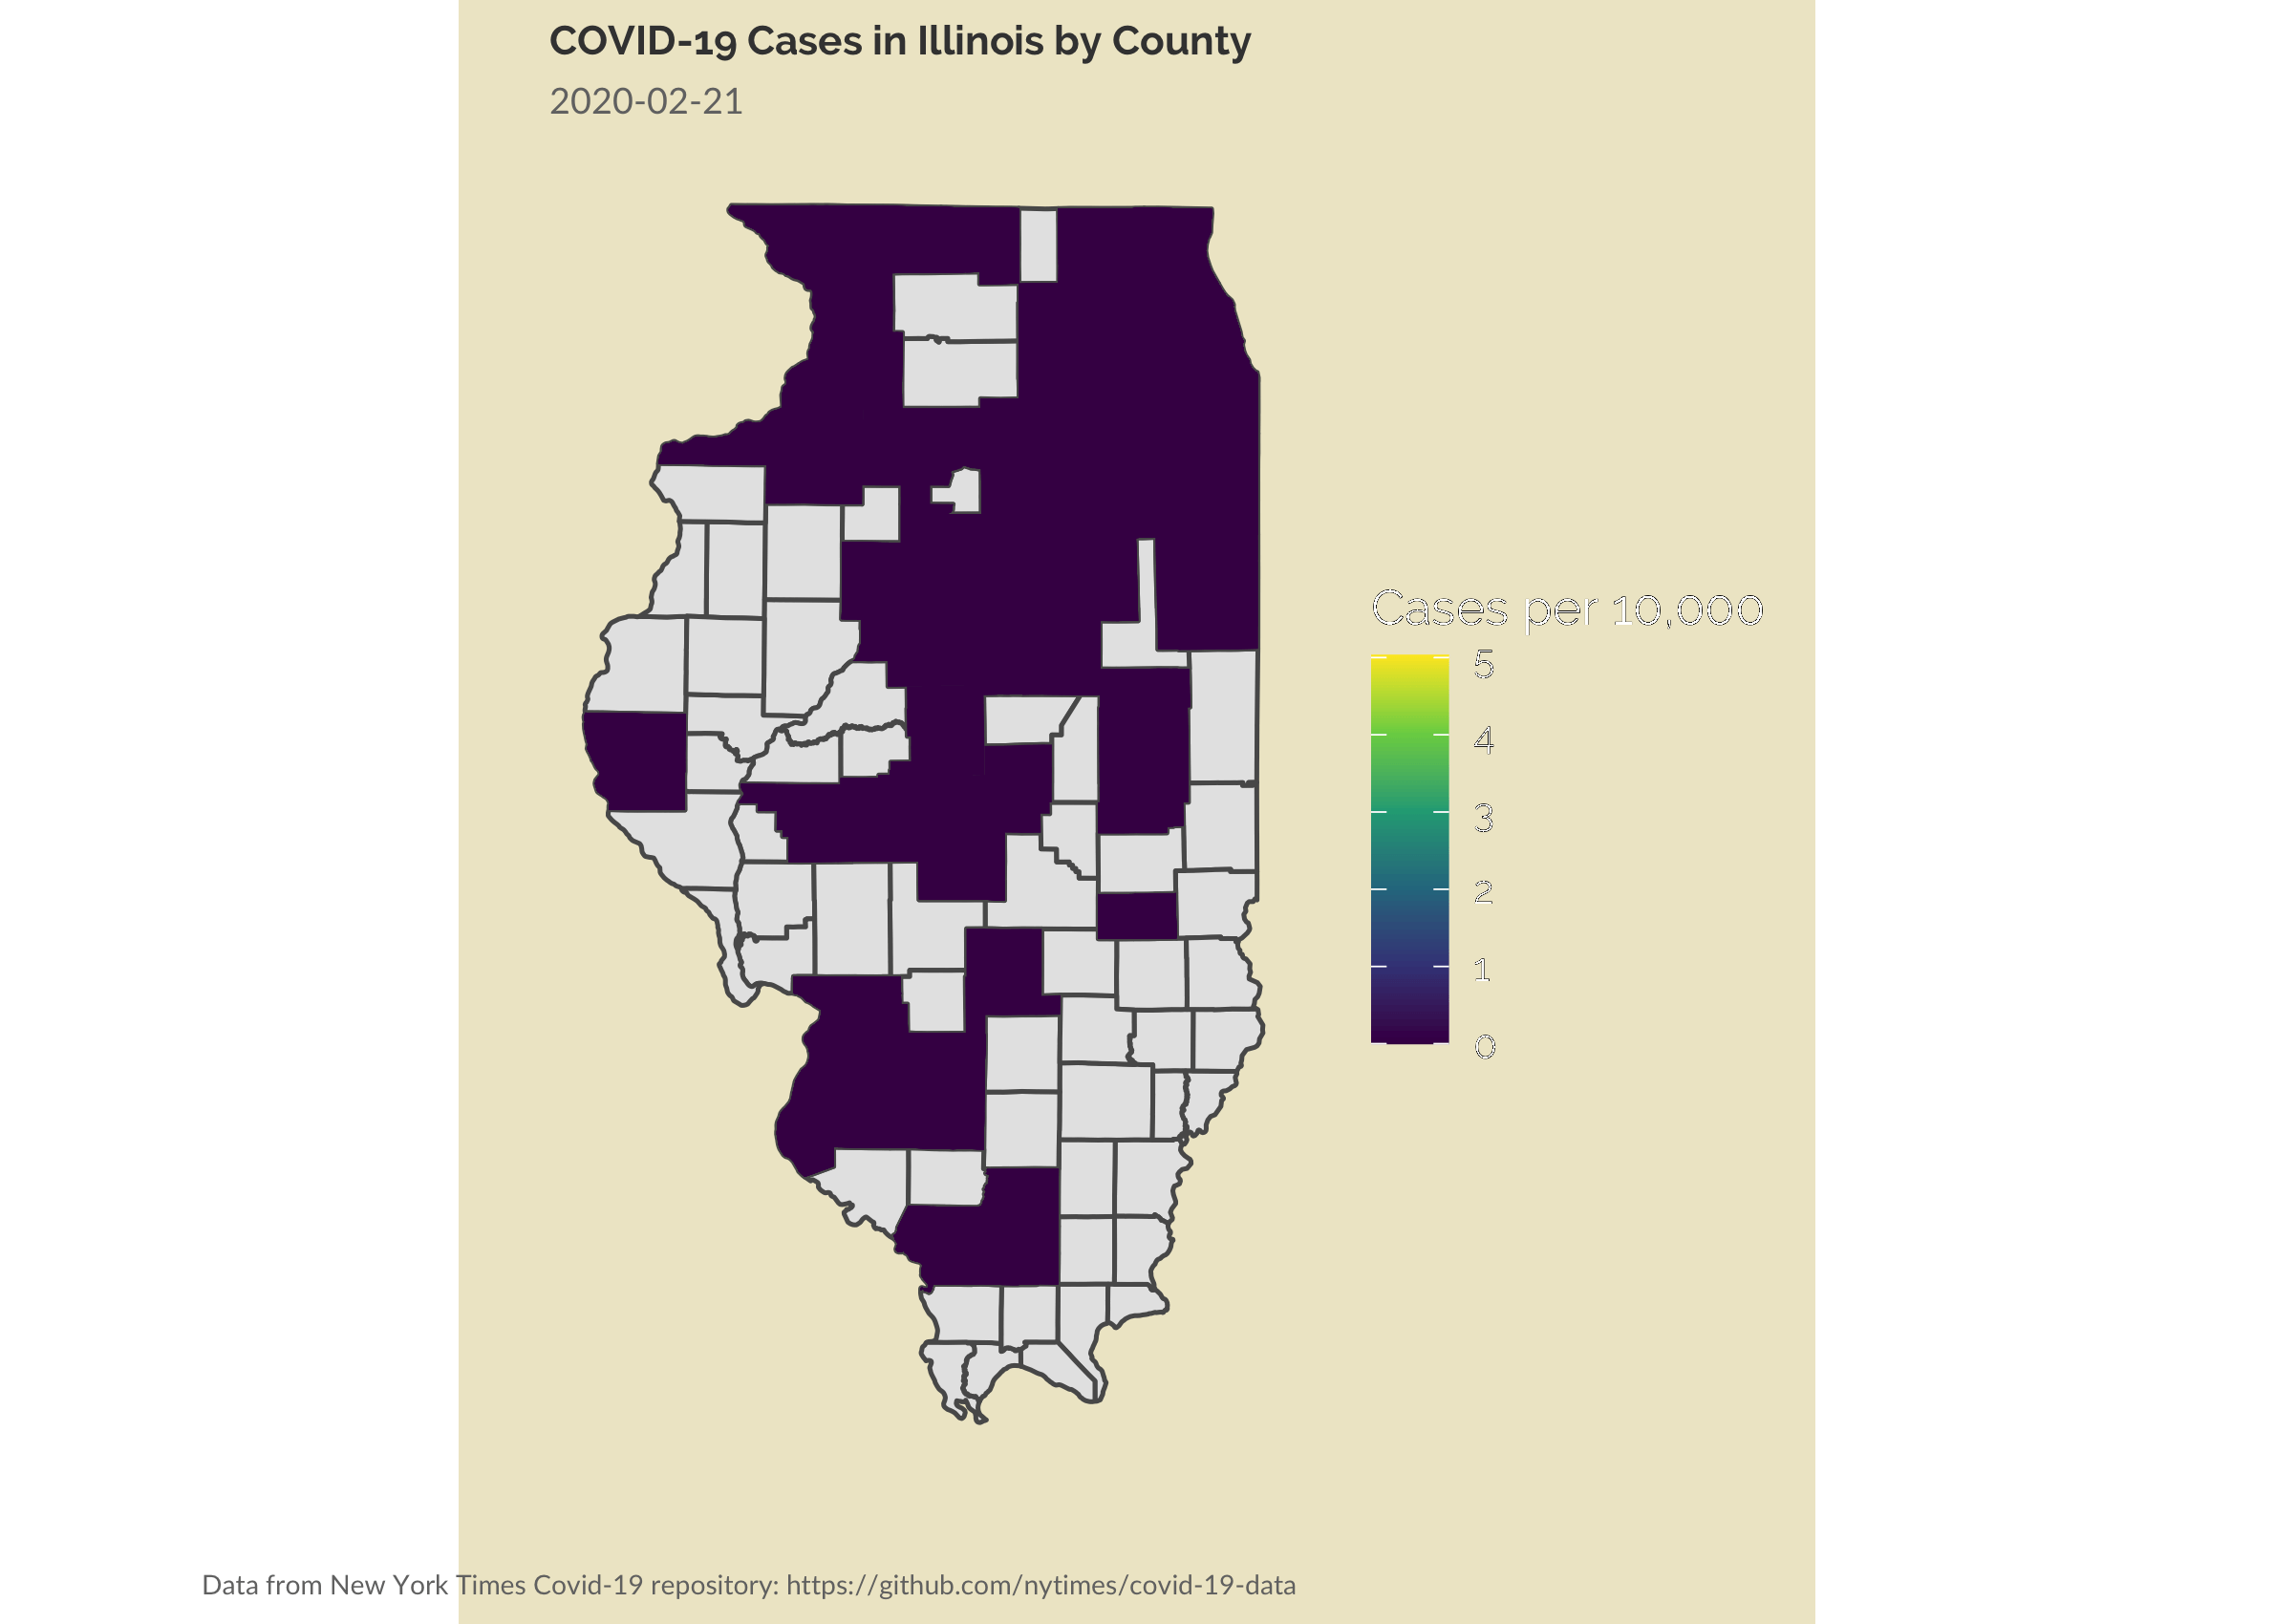 COVID-19 Cases in Illinois by County
2020-02-21
Cases per 10,000
5
4
3
2
1
0
Data from New York Times Covid-19 repository: https://github.com/nytimes/covid-19-data